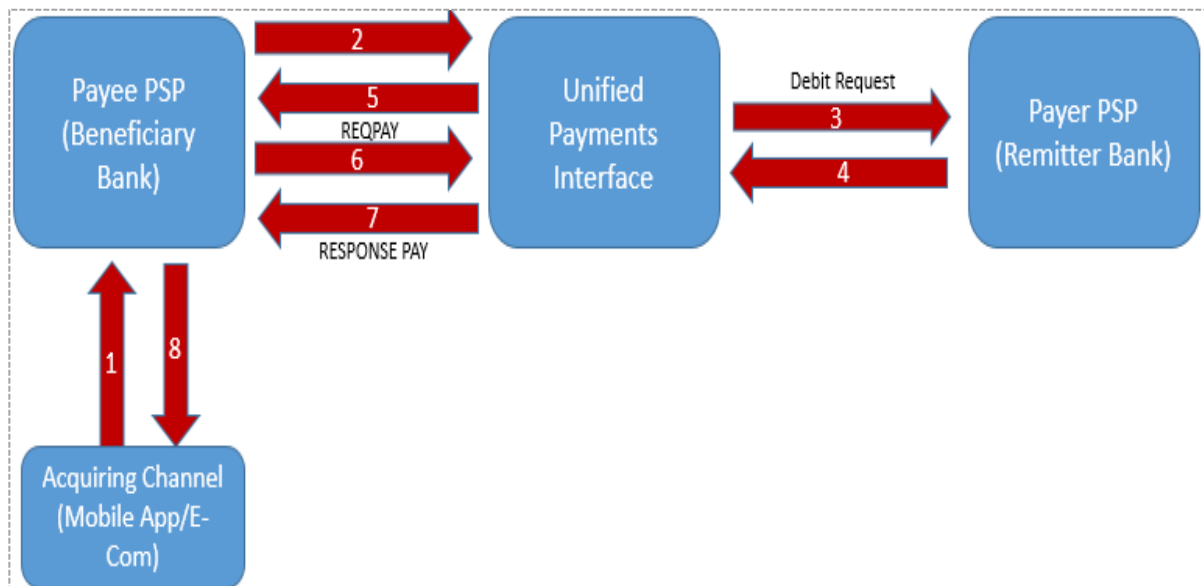 Payee PSP
(Beneficiary
Bank)
2
5
REQPAY
6
7
RESPONSE PAY
Unified
Payments
Interface
Debit Request
3
4
Payer PSP
(Remitter Bank)
1
8
Acquiring Channel
(Mobile App/E-
Com)